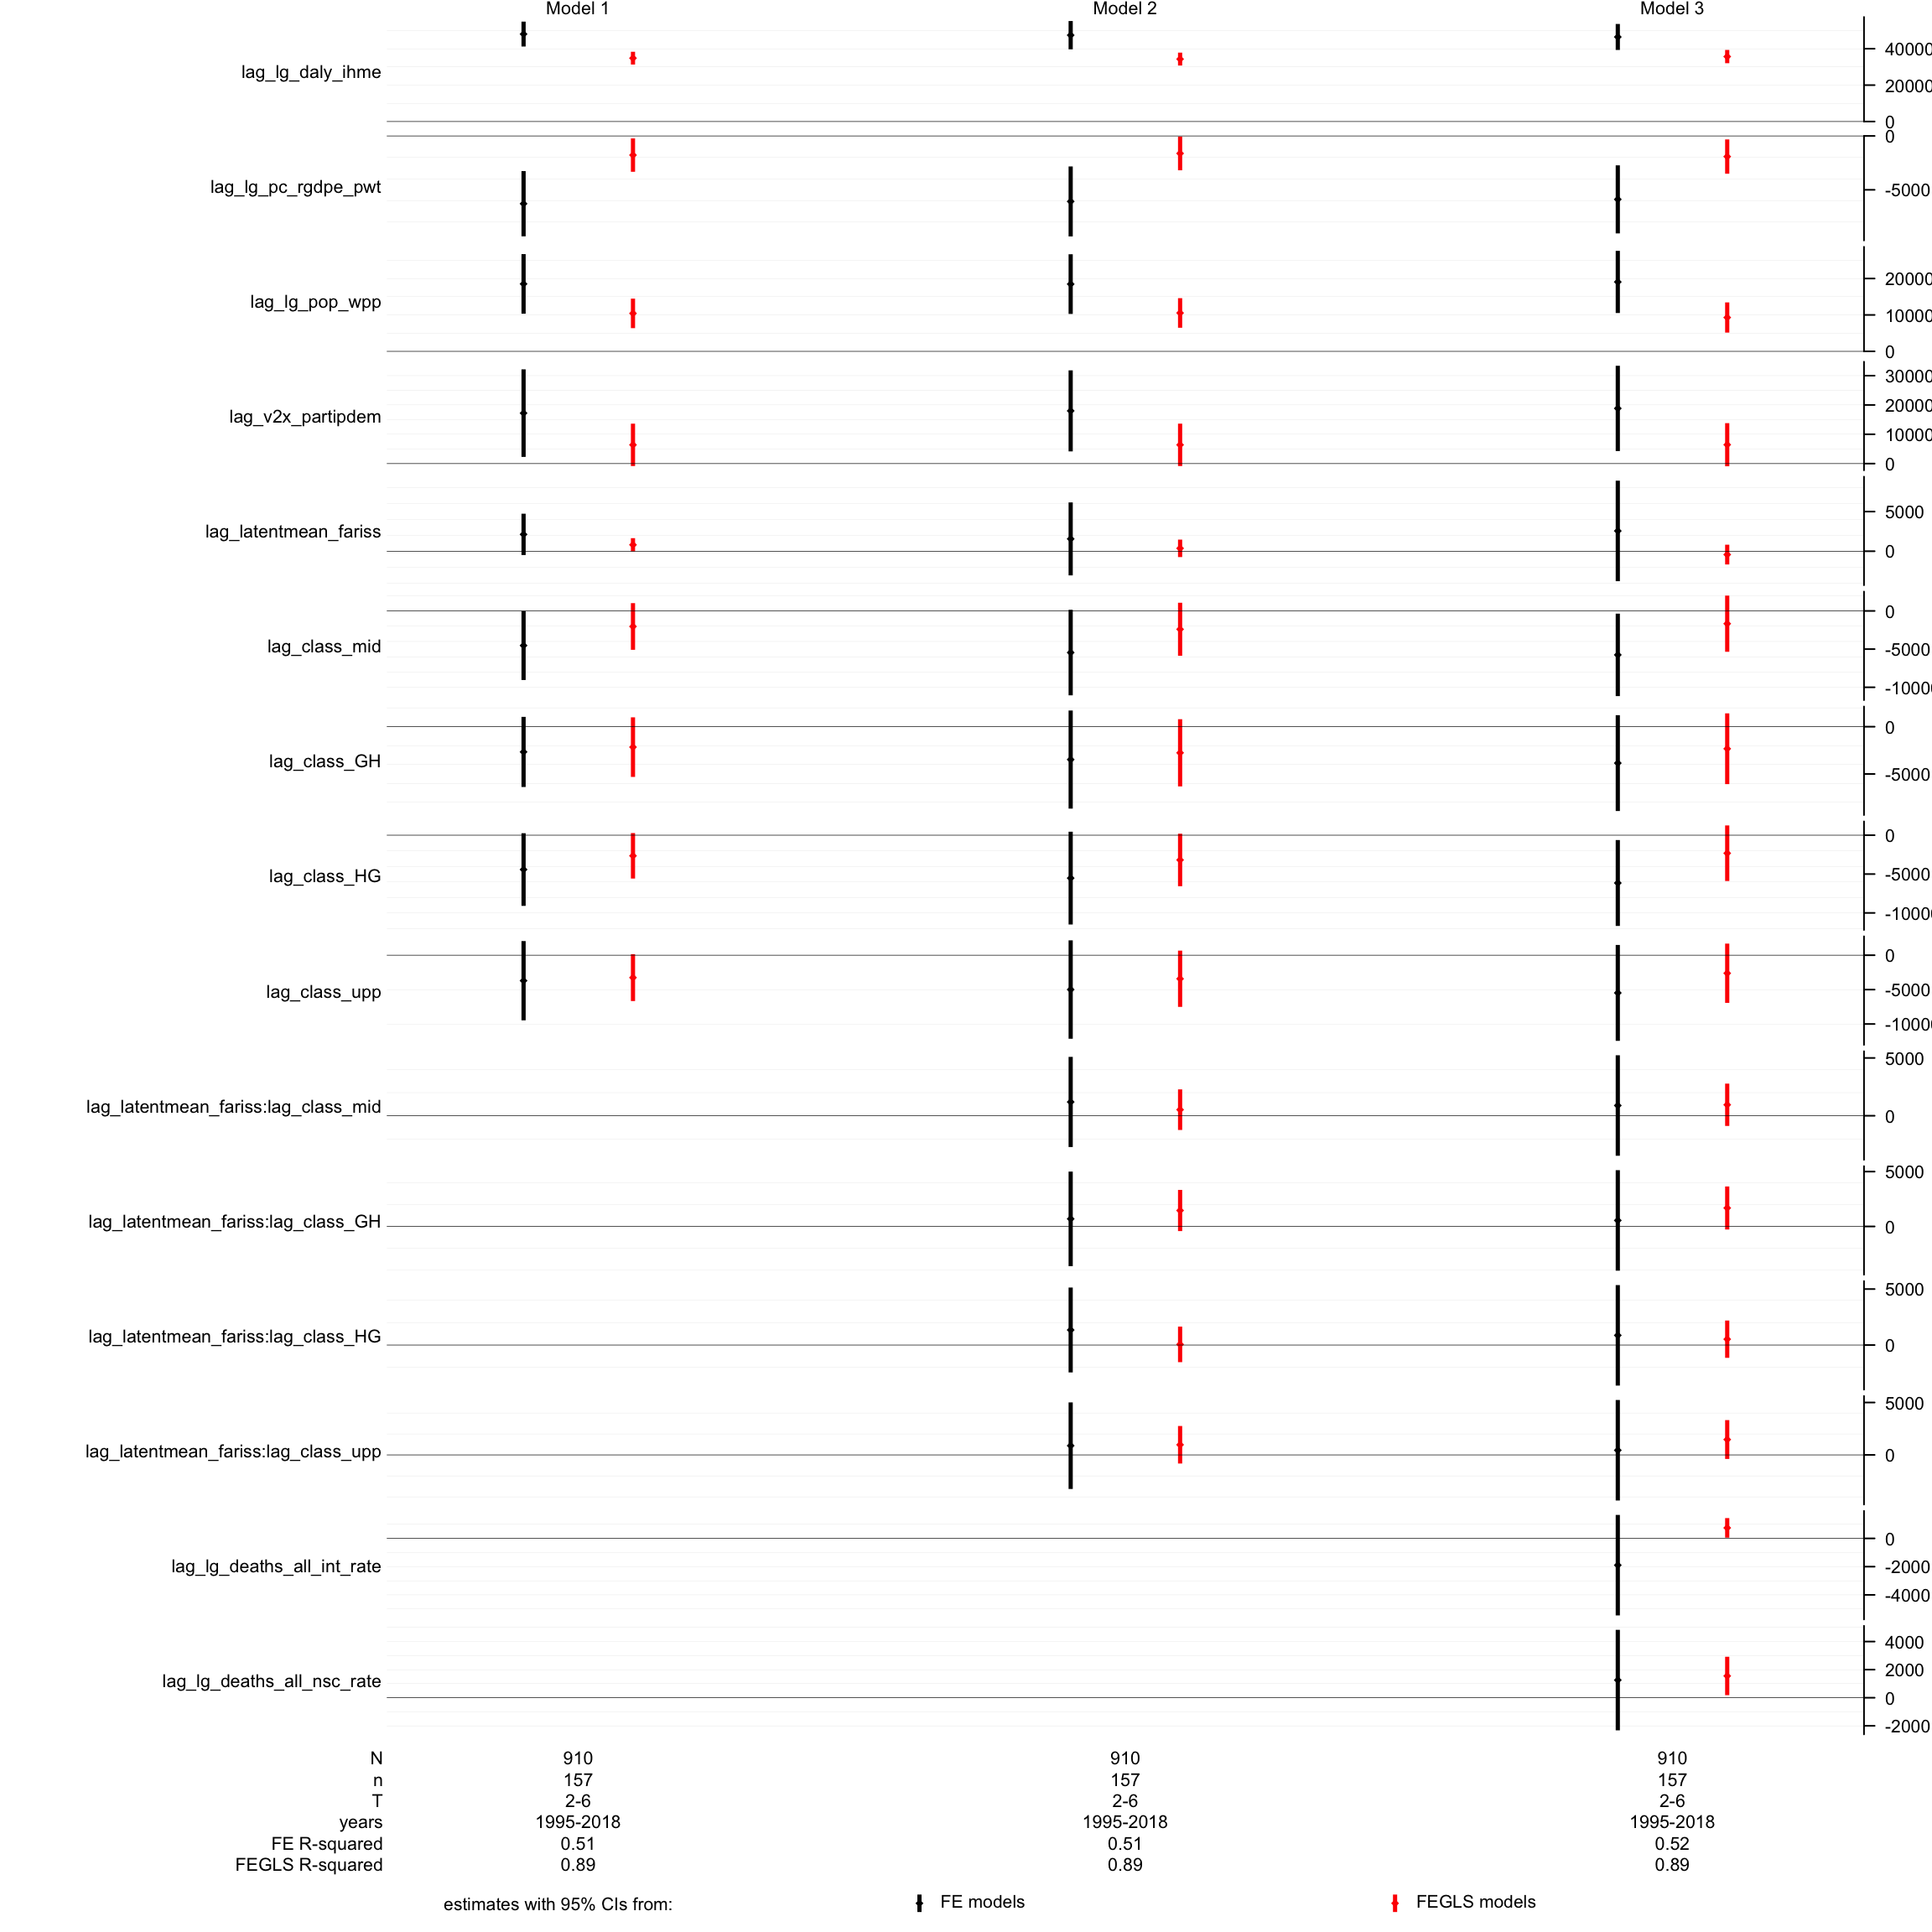 Model 1 Model 2 Model 3
lag_lg_daly_ihme
40000
20000
0
lag_lg_pc_rgdpe_pwt
0
-5000
lag_lg_pop_wpp
20000
10000
0
lag_v2x_partipdem
30000
20000
10000
0
lag_latentmean_fariss
5000
0
lag_class_mid
0
-5000
-10000
lag_class_GH
0
-5000
lag_class_HG
0
-5000
-10000
lag_class_upp
0
-5000
-10000
lag_latentmean_fariss:lag_class_mid
5000
0
lag_latentmean_fariss:lag_class_GH
5000
0
lag_latentmean_fariss:lag_class_HG
5000
0
lag_latentmean_fariss:lag_class_upp
5000
0
lag_lg_deaths_all_int_rate
0
-2000
-4000
lag_lg_deaths_all_nsc_rate
4000
2000
0
-2000
N 910 910 910
n 157 157 157
T 2-6 2-6 2-6
years 1995-2018 1995-2018 1995-2018
FE R-squared 0.51 0.51 0.52
FEGLS R-squared 0.89 0.89 0.89
estimates with 95% CIs from: FE models FEGLS models